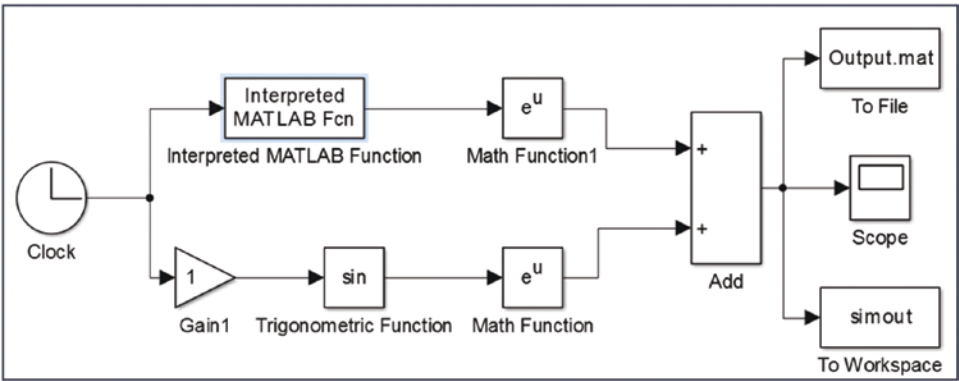 Output.mat
To File
Interpreted
MATLAB Fcn
Interpreted MATLAB Function
e^u
Math Function1
+
+
Add
Scope
Clock
1
Gain1
sin
Trigonometric Function
e^u
Math Function
simout
To Workspace